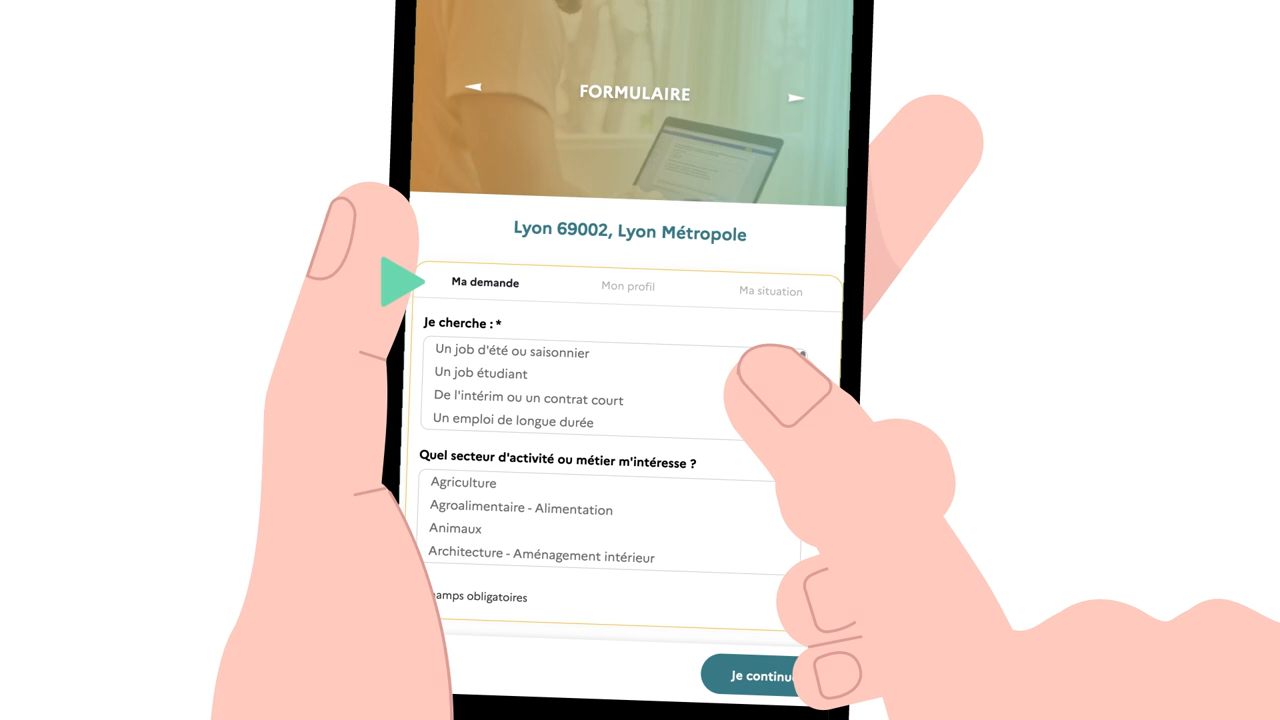 FORMULAIRE
Lyon 69002, Lyon Métropole
Ma demande Mon profil Ma situation
Je cherche : *
Un job d'été ou saisonnier
Un job étudiant
De l'intérim ou un contrat court
Un emploi de longue durée
Quel secteur d'activité ou métier m'intéresse ?
Agriculture
Agroalimentaire - Alimentation
Animaux
Architecture - Aménagement intérieur
obligatoires
Je